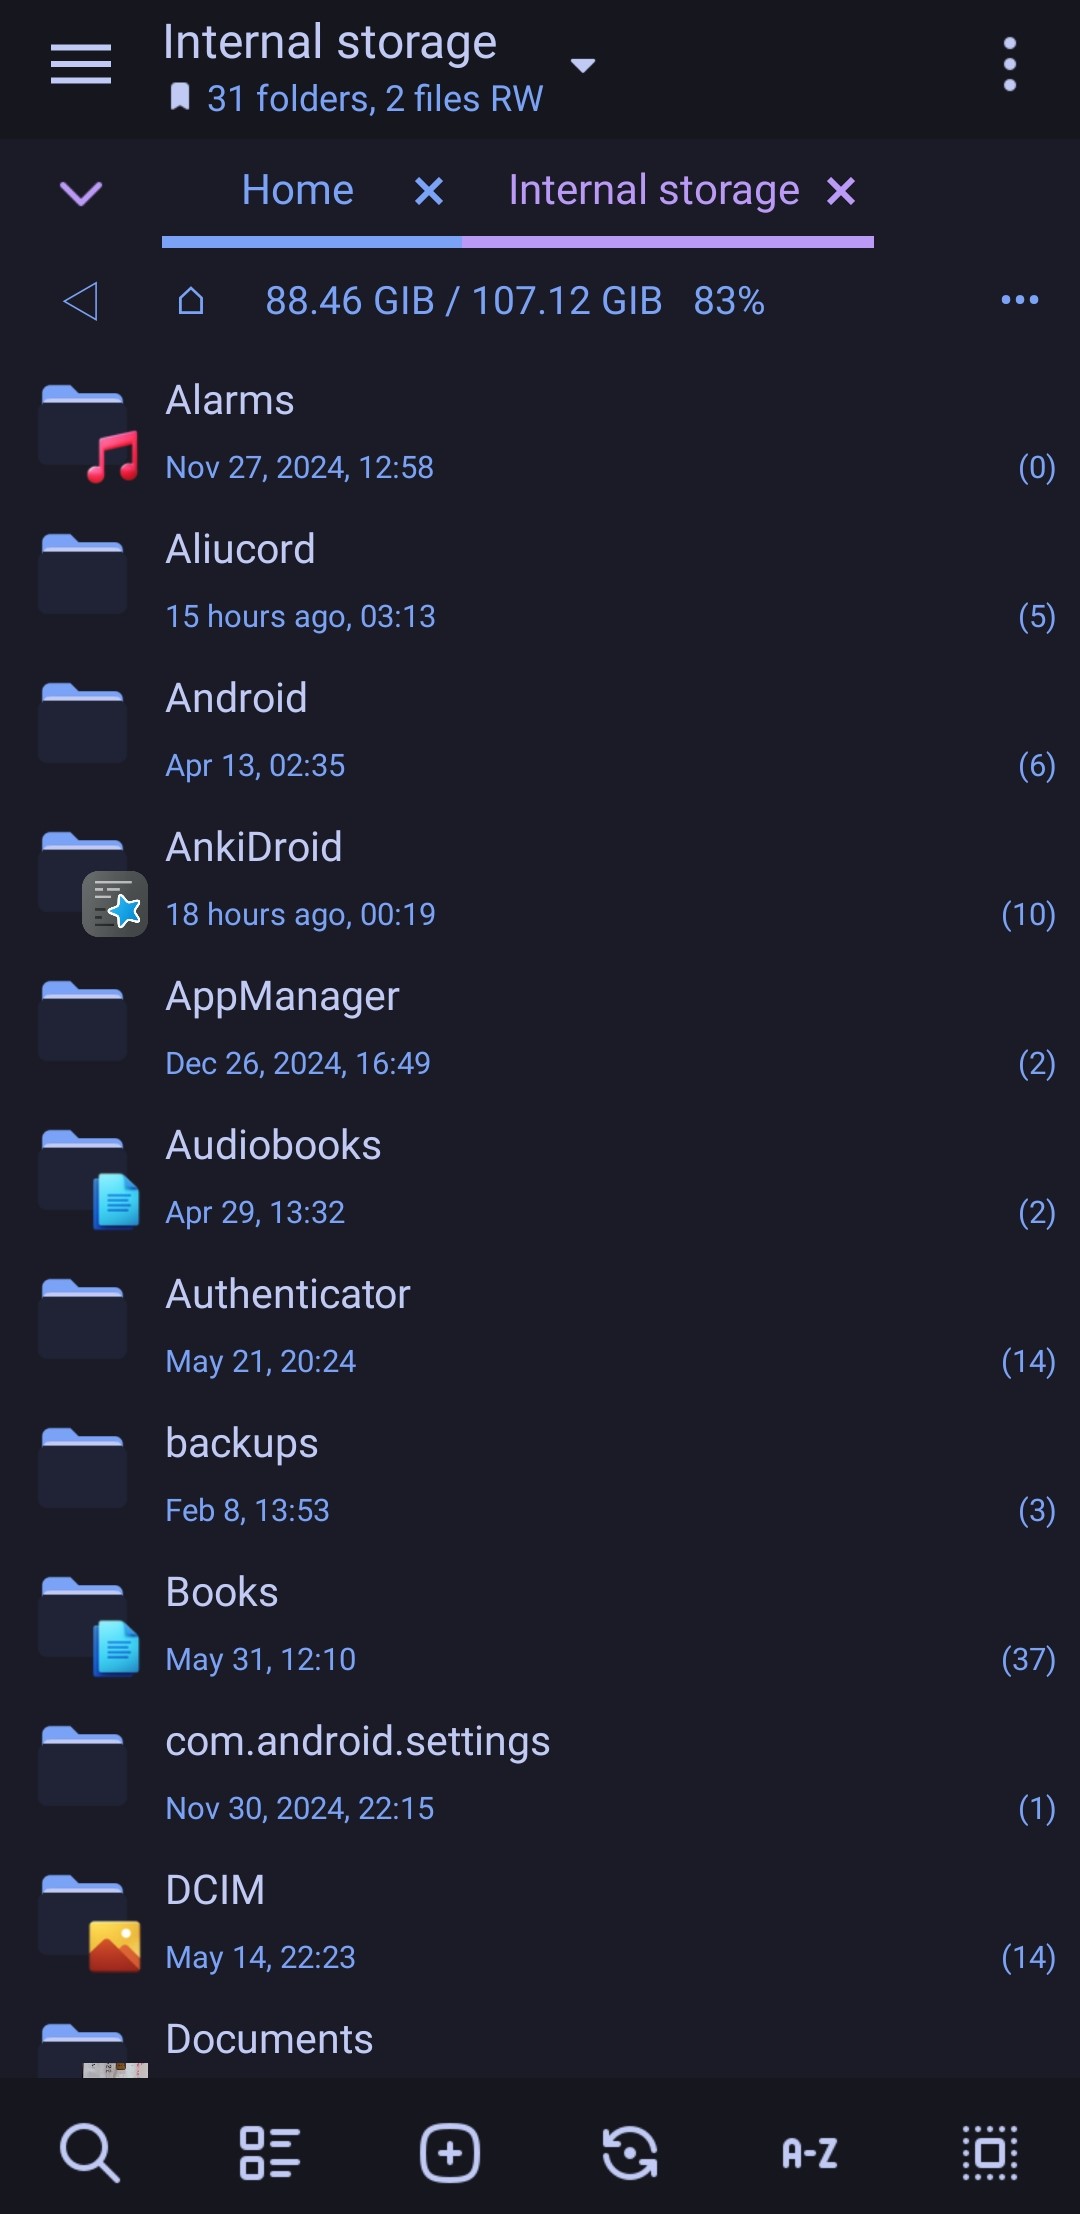 Internal storage
31 folders, 2 files RW
Home
Internal storage
88.46 GIB / 107.12 GIB 83%
Alarms
Nov 27, 2024, 12:58 (0)
Aliucord
15 hours ago, 03:13 (5)
Android
Apr 13, 02:35 (6)
AnkiDroid
18 hours ago, 00:19 (10)
AppManager
Dec 26, 2024, 16:49 (2)
Audiobooks
Apr 29, 13:32 (2)
Authenticator
May 21, 20:24 (14)
backups
Feb 8, 13:53 (3)
Books
May 31, 12:10 (37)
com.android.settings
Nov 30, 2024, 22:15 (1)
DCIM
May 14, 22:23 (14)
Documents
A-Z